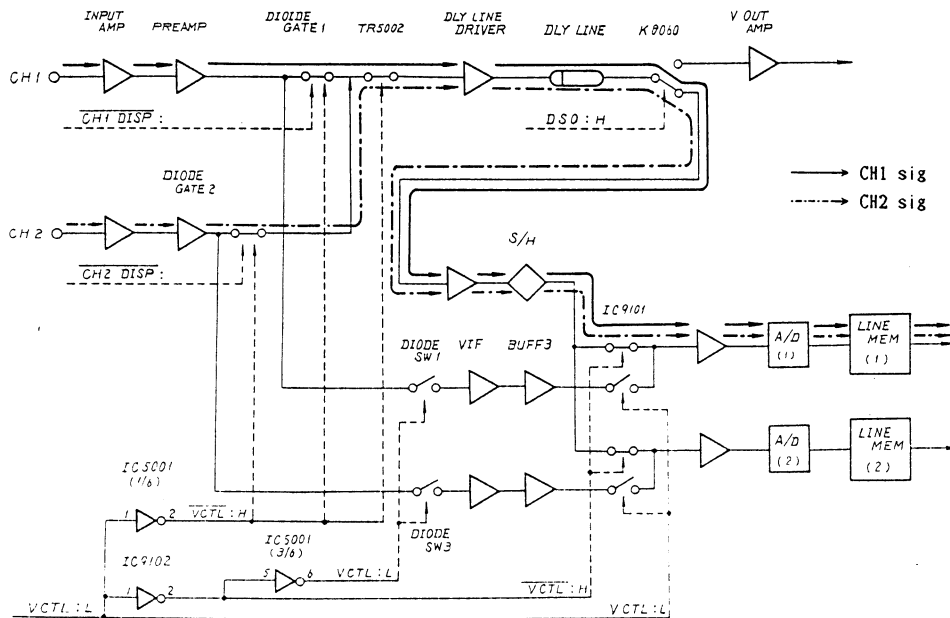 INPUT AMP
PREAMP
DIOIDE GATE 1
TR5002
DLY LINE DRIVER
DLY LINE
K9060
V OUT AMP
CH1
CH1 DISP :
DSO : H
CH1 sig
CH2 sig
DIODE GATE 2
CH2
CH2 DISP :
S/H
IC9101
A/D (1)
LINE MEM (1)
DIODE SW1
VIF
BUFF3
A/D (2)
LINE MEM (2)
DIODE SW3
IC5001 (1/6)
1
2
VCTL : H
IC5001 (3/6)
5
6
VCTL : L
IC9102
1
2
VCTL : H
VCTL : L
VCTL : L